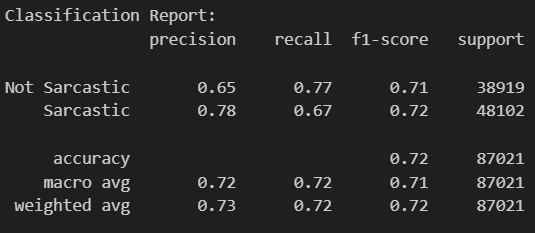 Classification Report:
precision recall f1-score support
Not Sarcastic 0.65 0.77 0.71 38919
Sarcastic 0.78 0.67 0.72 48102
accuracy 0.72 87021
macro avg 0.72 0.72 0.71 87021
weighted avg 0.73 0.72 0.72 87021